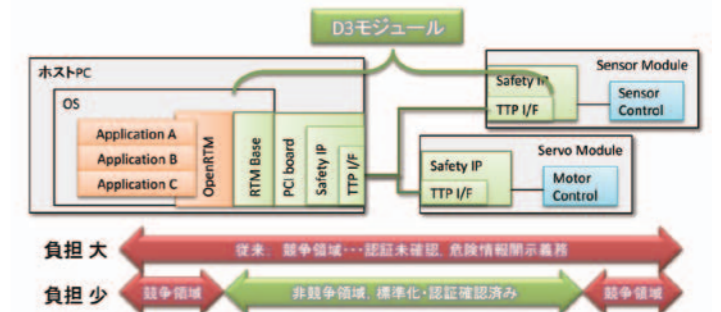 D3モジュール
ホストPC
OS
Application A
Application B
Application C
OpenRTM
RTM Base
PCI board
Safety IP
TTP I/F
Sensor Module
Safety IP
TTP I/F
Sensor Control
Servo Module
Safety IP
TTP I/F
Motor Control
負担 大
従来: 競争領域・・・認証未確認, 危険情報開示義務
負担 少
競争領域
非競争領域, 標準化・認証確認済み
競争領域